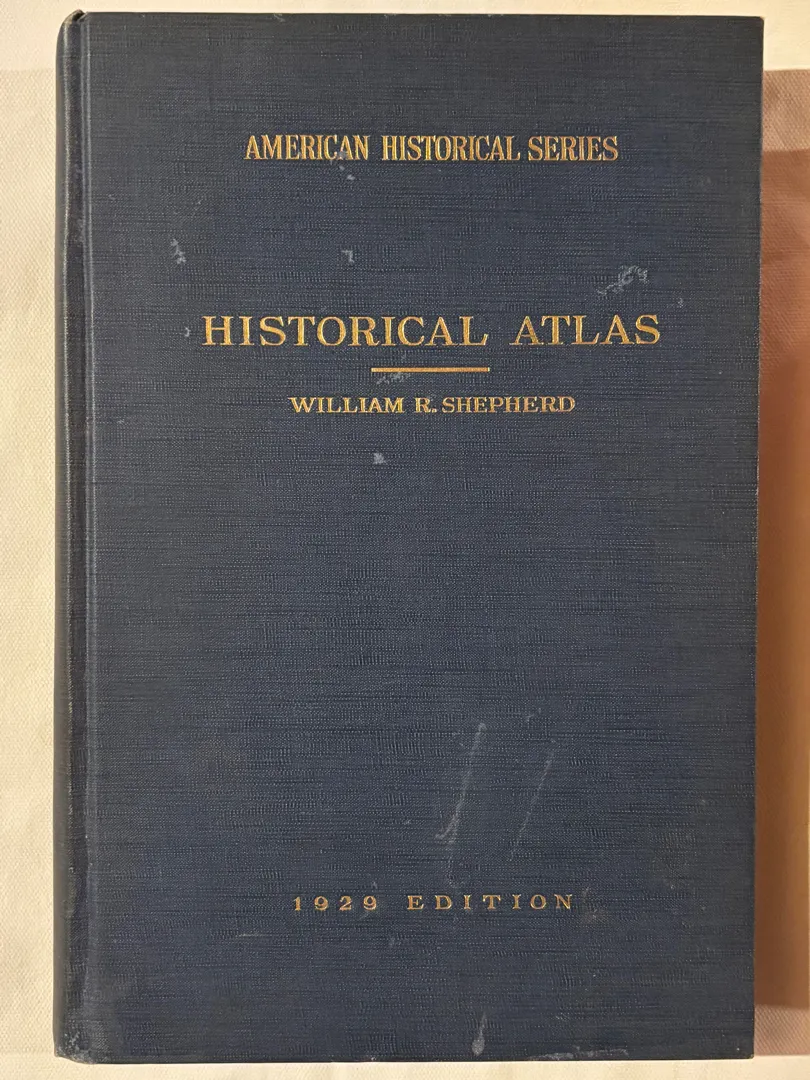 AMERICAN HISTORICAL SERIES
HISTORICAL ATLAS
WILLIAM R. SHEPHERD
1929 EDITION